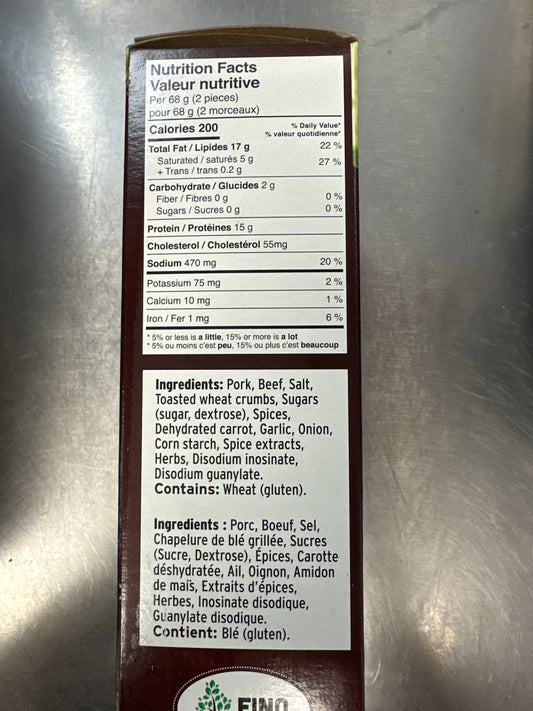 Nutrition Facts
Valeur nutritive
Per 68 g (2 pieces)
pour 68 g (2 morceaux)
Calories 200
% Daily Value*
% valeur quotidienne*
Total Fat / Lipides 17 g 22 %
Saturated / saturés 5 g
+ Trans / trans 0.2 g 27 %
Carbohydrate / Glucides 2 g
Fiber / Fibres 0 g 0 %
Sugars / Sucres 0 g 0 %
Protein / Protéines 15 g
Cholesterol / Cholestérol 55mg
Sodium 470 mg 20 %
Potassium 75 mg 2 %
Calcium 10 mg 1 %
Iron / Fer 1 mg 6 %
* 5% or less is a little, 15% or more is a lot
* 5% ou moins c'est peu, 15% ou plus c'est beaucoup
Ingredients: Pork, Beef, Salt,
Toasted wheat crumbs, Sugars
(sugar, dextrose), Spices,
Dehydrated carrot, Garlic, Onion,
Corn starch, Spice extracts,
Herbs, Disodium inosinate,
Disodium guanylate.
Contains: Wheat (gluten).
Ingredients : Porc, Boeuf, Sel,
Chapelure de blé grillée, Sucres
(Sucre, Dextrose), Épices, Carotte
déshydratée, Ail, Oignon, Amidon
de maïs, Extraits d'épices,
Herbes, Inosinate disodique,
Guanylate disodique.
Contient: Blé (gluten).